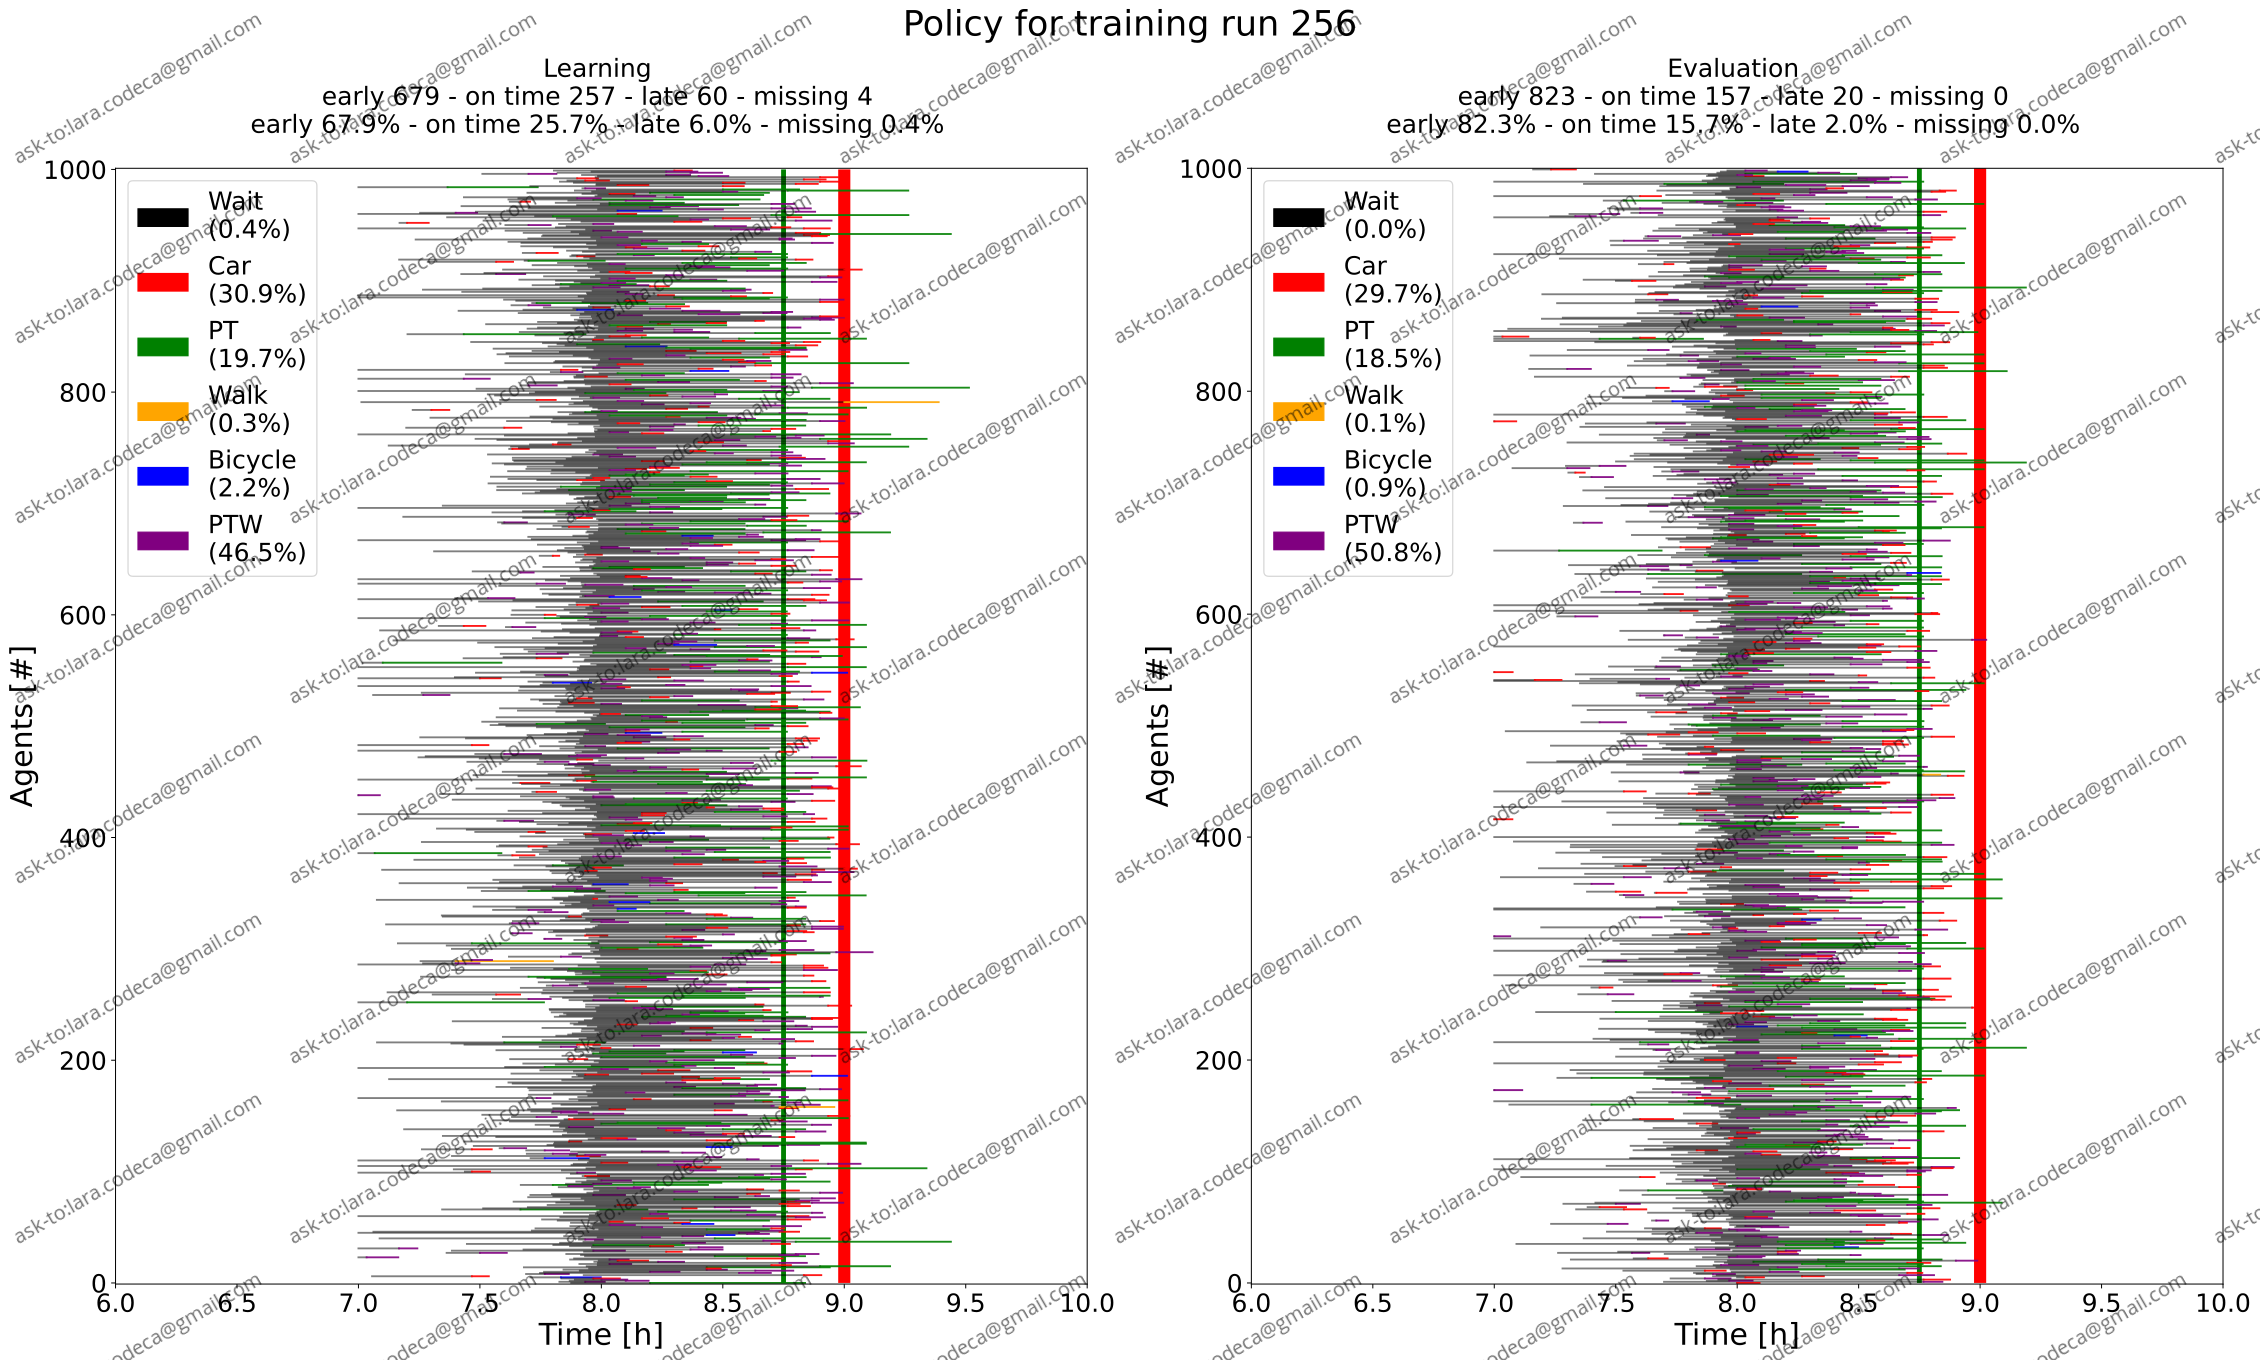 Policy for training run 256
Learning
early 679 - on time 257 - late 60 - missing 4
early 67.9% - on time 25.7% - late 6.0% - missing 0.4%
1000
800
600
400
200
0
Agents [#]
Wait
(0.4%)
Car
(30.9%)
PT
(19.7%)
Walk
(0.3%)
Bicycle
(2.2%)
PTW
(46.5%)
6.0 6.5 7.0 7.5 8.0 8.5 9.0 9.5 10.0
Time [h]
Evaluation
early 823 - on time 157 - late 20 - missing 0
early 82.3% - on time 15.7% - late 2.0% - missing 0.0%
1000
800
600
400
200
0
Agents [#]
Wait
(0.0%)
Car
(29.7%)
PT
(18.5%)
Walk
(0.1%)
Bicycle
(0.9%)
PTW
(50.8%)
6.0 6.5 7.0 7.5 8.0 8.5 9.0 9.5 10.0
Time [h]
ask-to:lara.codeca@gmail.com